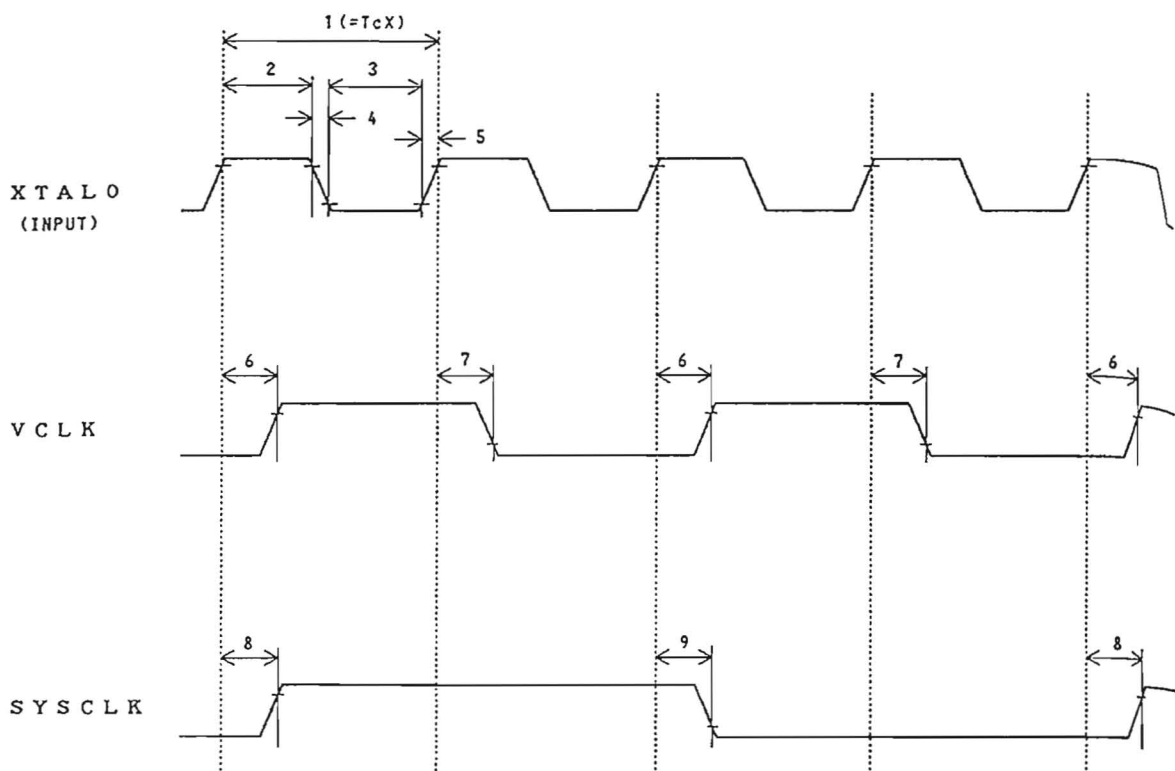 1 (=TcX)
2 3
4 5
XTALO
(INPUT)
6 7 6 7 6
VCLK
8 9 8
SYSCLK